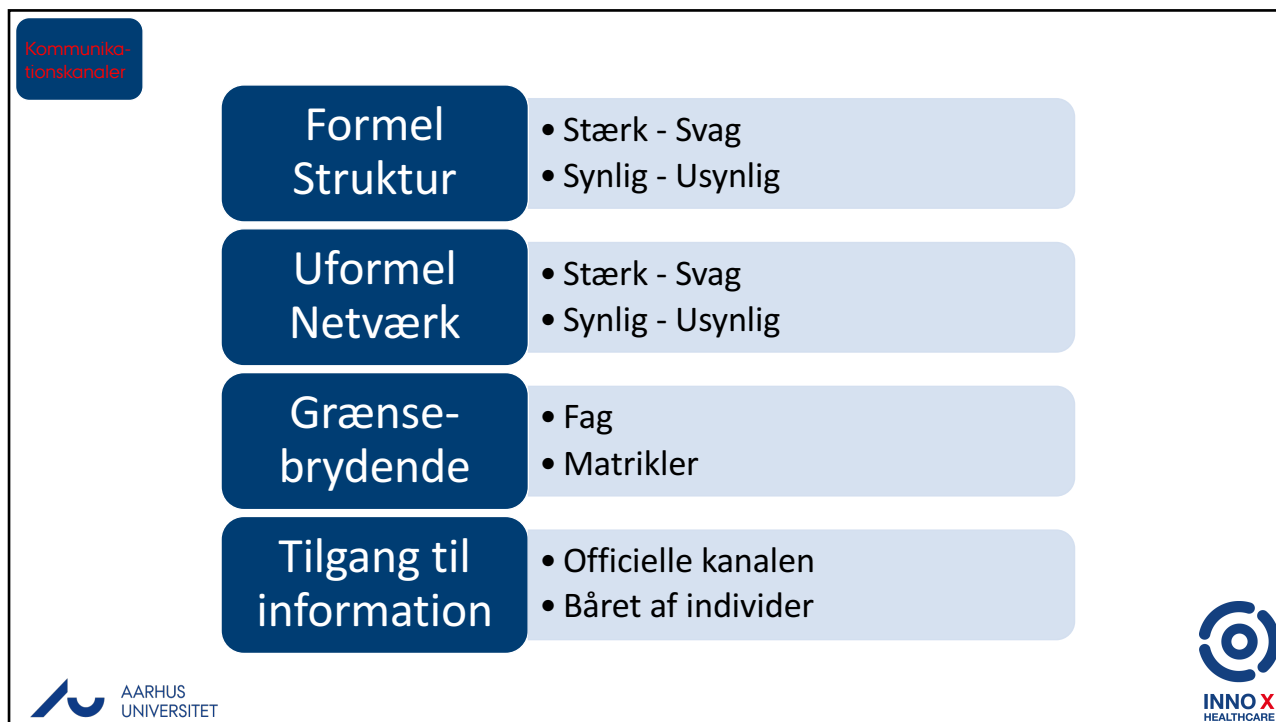 Kommunika-
tionskanaler
Formel
Struktur
• Stærk - Svag
• Synlig - Usynlig
Uformel
Netværk
• Stærk - Svag
• Synlig - Usynlig
Grænse-
brydende
• Fag
• Matrikler
Tilgang til
information
• Officielle kanalen
• Båret af individer
AARHUS
UNIVERSITET
INNO X
HEALTHCARE